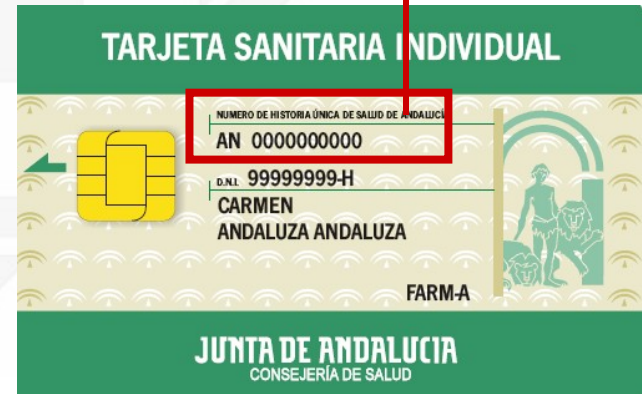 TARJETA SANITARIA INDIVIDUAL
NUMERO DE HISTORIA ÚNICA DE SALUD DE ANDALUCÍA
AN 0000000000
D.N.I. 99999999-H
CARMEN
ANDALUZA ANDALUZA
FARM-A
JUNTA DE ANDALUCIA
CONSEJERÍA DE SALUD